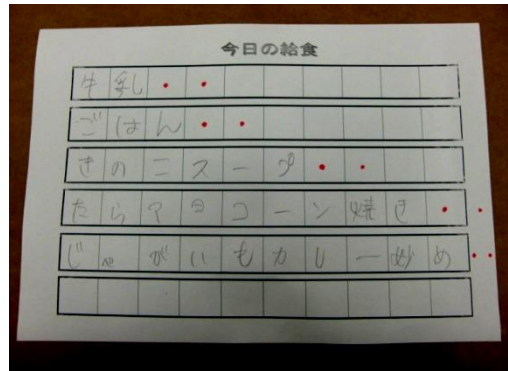 今日の給食
牛乳
ごはん
きのこスープ
たらマヨコーン焼き
じゃがいもカレー炒め